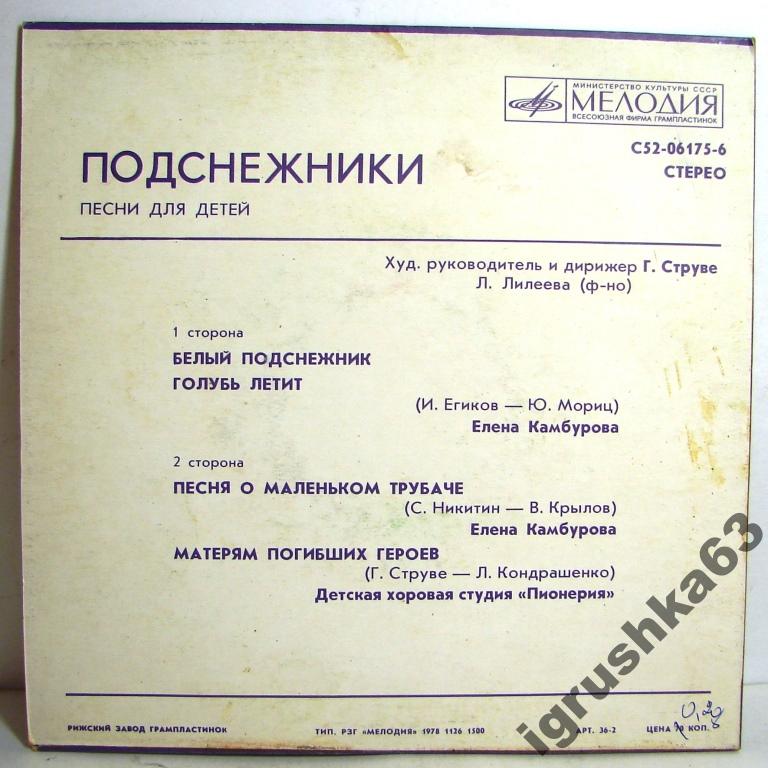 МИНИСТЕРСТВО КУЛЬТУРЫ СССР
МЕЛОДИЯ
ВСЕСОЮЗНАЯ ФИРМА ГРАМПЛАСТИНОК
С52-06175-6
СТЕРЕО
ПОДСНЕЖНИКИ
ПЕСНИ ДЛЯ ДЕТЕЙ
Худ. руководитель и дирижер Г. Струве
Л. Лилеева (ф-но)
1 сторона
БЕЛЫЙ ПОДСНЕЖНИК
ГОЛУБЬ ЛЕТИТ
(И. Егиков — Ю. Мориц)
Елена Камбурова
2 сторона
ПЕСНЯ О МАЛЕНЬКОМ ТРУБАЧЕ
(С. Никитин — В. Крылов)
Елена Камбурова
МАТЕРЯМ ПОГИБШИХ ГЕРОЕВ
(Г. Струве — Л. Кондрашенко)
Детская хоровая студия «Пионерия»
РИЖСКИЙ ЗАВОД ГРАМПЛАСТИНОК
ТИП. РЗГ «МЕЛОДИЯ» 1978 1126 1500
АРТ. 36-2
ЦЕНА КОП.
igrushka63